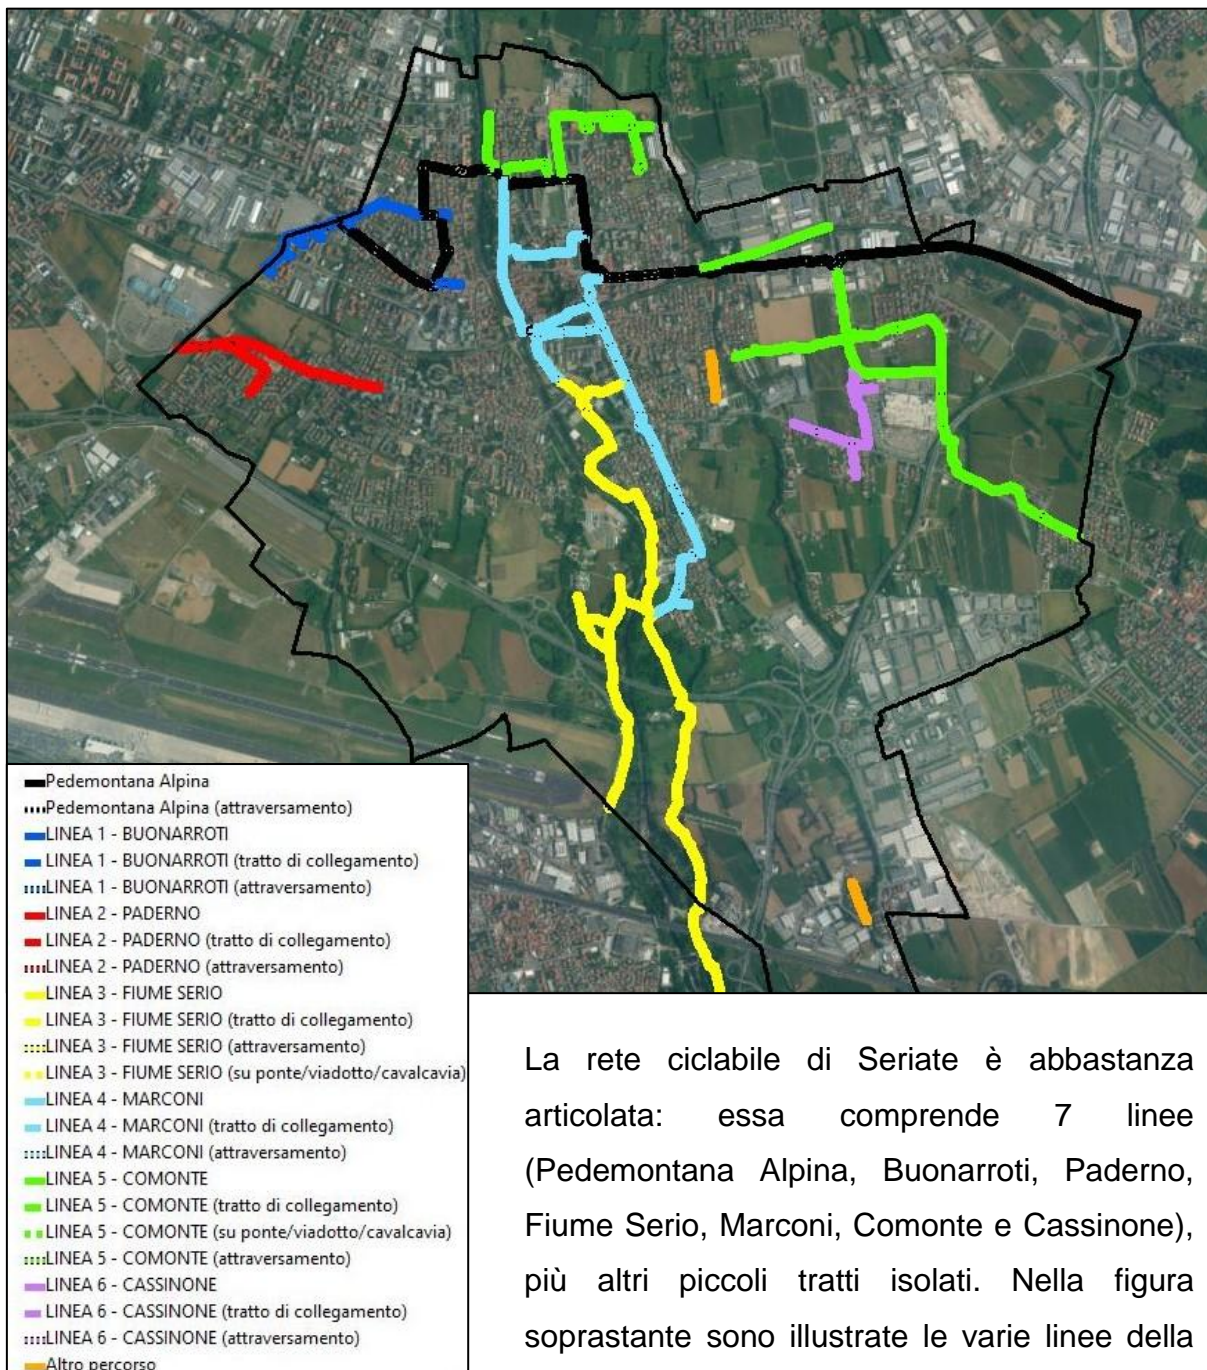 Pedemontana Alpina
Pedemontana Alpina (attraversamento)
LINEA 1 - BUONARROTI
LINEA 1 - BUONARROTI (tratto di collegamento)
LINEA 1 - BUONARROTI (attraversamento)
LINEA 2 - PADERNO
LINEA 2 - PADERNO (tratto di collegamento)
LINEA 2 - PADERNO (attraversamento)
LINEA 3 - FIUME SERIO
LINEA 3 - FIUME SERIO (tratto di collegamento)
LINEA 3 - FIUME SERIO (attraversamento)
LINEA 3 - FIUME SERIO (su ponte/viadotto/cavalcavia)
LINEA 4 - MARCONI
LINEA 4 - MARCONI (tratto di collegamento)
LINEA 4 - MARCONI (attraversamento)
LINEA 5 - COMONTE
LINEA 5 - COMONTE (tratto di collegamento)
LINEA 5 - COMONTE (su ponte/viadotto/cavalcavia)
LINEA 5 - COMONTE (attraversamento)
LINEA 6 - CASSINONE
LINEA 6 - CASSINONE (tratto di collegamento)
LINEA 6 - CASSINONE (attraversamento)
Altro percorso
La rete ciclabile di Seriate è abbastanza
articolata: essa comprende 7 linee
(Pedemontana Alpina, Buonarroti, Paderno,
Fiume Serio, Marconi, Comonte e Cassinone),
più altri piccoli tratti isolati. Nella figura
soprastante sono illustrate le varie linee della